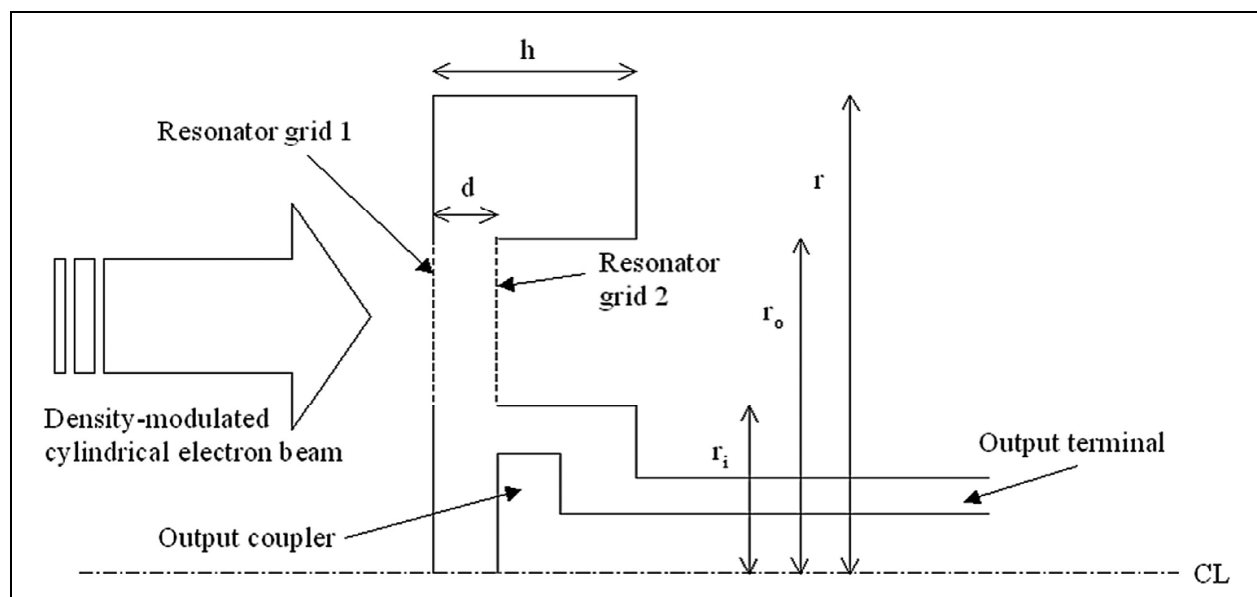 h
Resonator grid 1
r
d
Resonator
grid 2
r_o
Density-modulated
cylindrical electron beam
r_i
Output terminal
Output coupler
CL